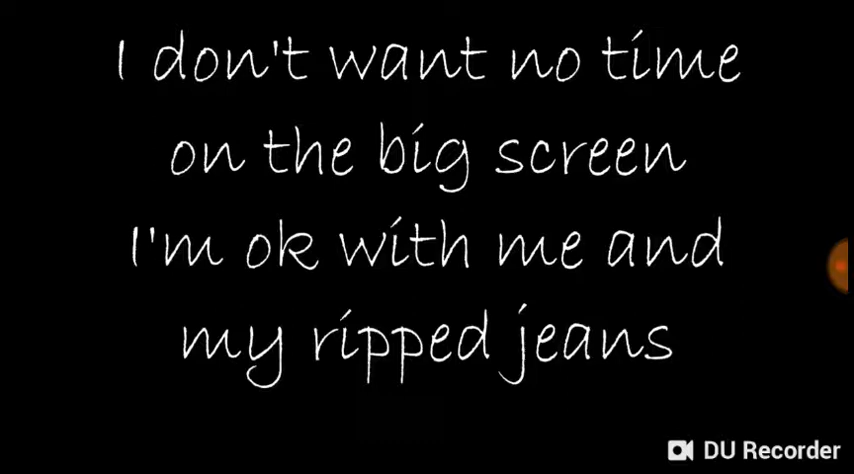 I don't want no time
on the big screen
I'm ok with me and
my ripped jeans
DU Recorder